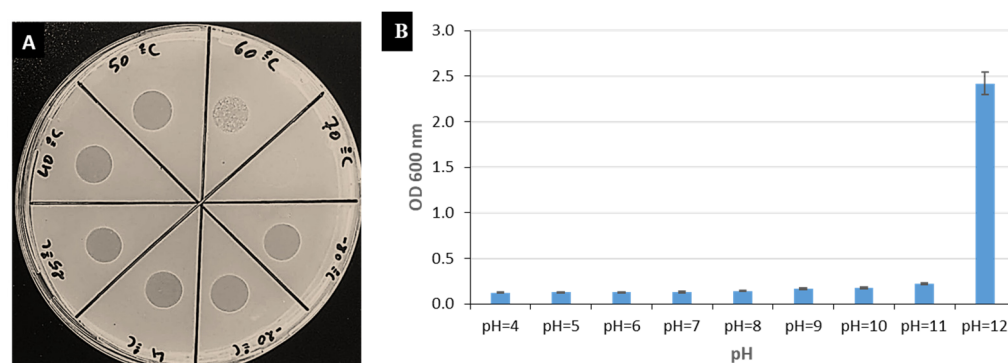 A
50 °C
60 °C
70 °C
-80 °C
-20 °C
4 °C
25 °C
40 °C
B
3.0
2.5
2.0
1.5
1.0
0.5
0.0
OD 600 nm
pH=4 pH=5 pH=6 pH=7 pH=8 pH=9 pH=10 pH=11 pH=12
pH